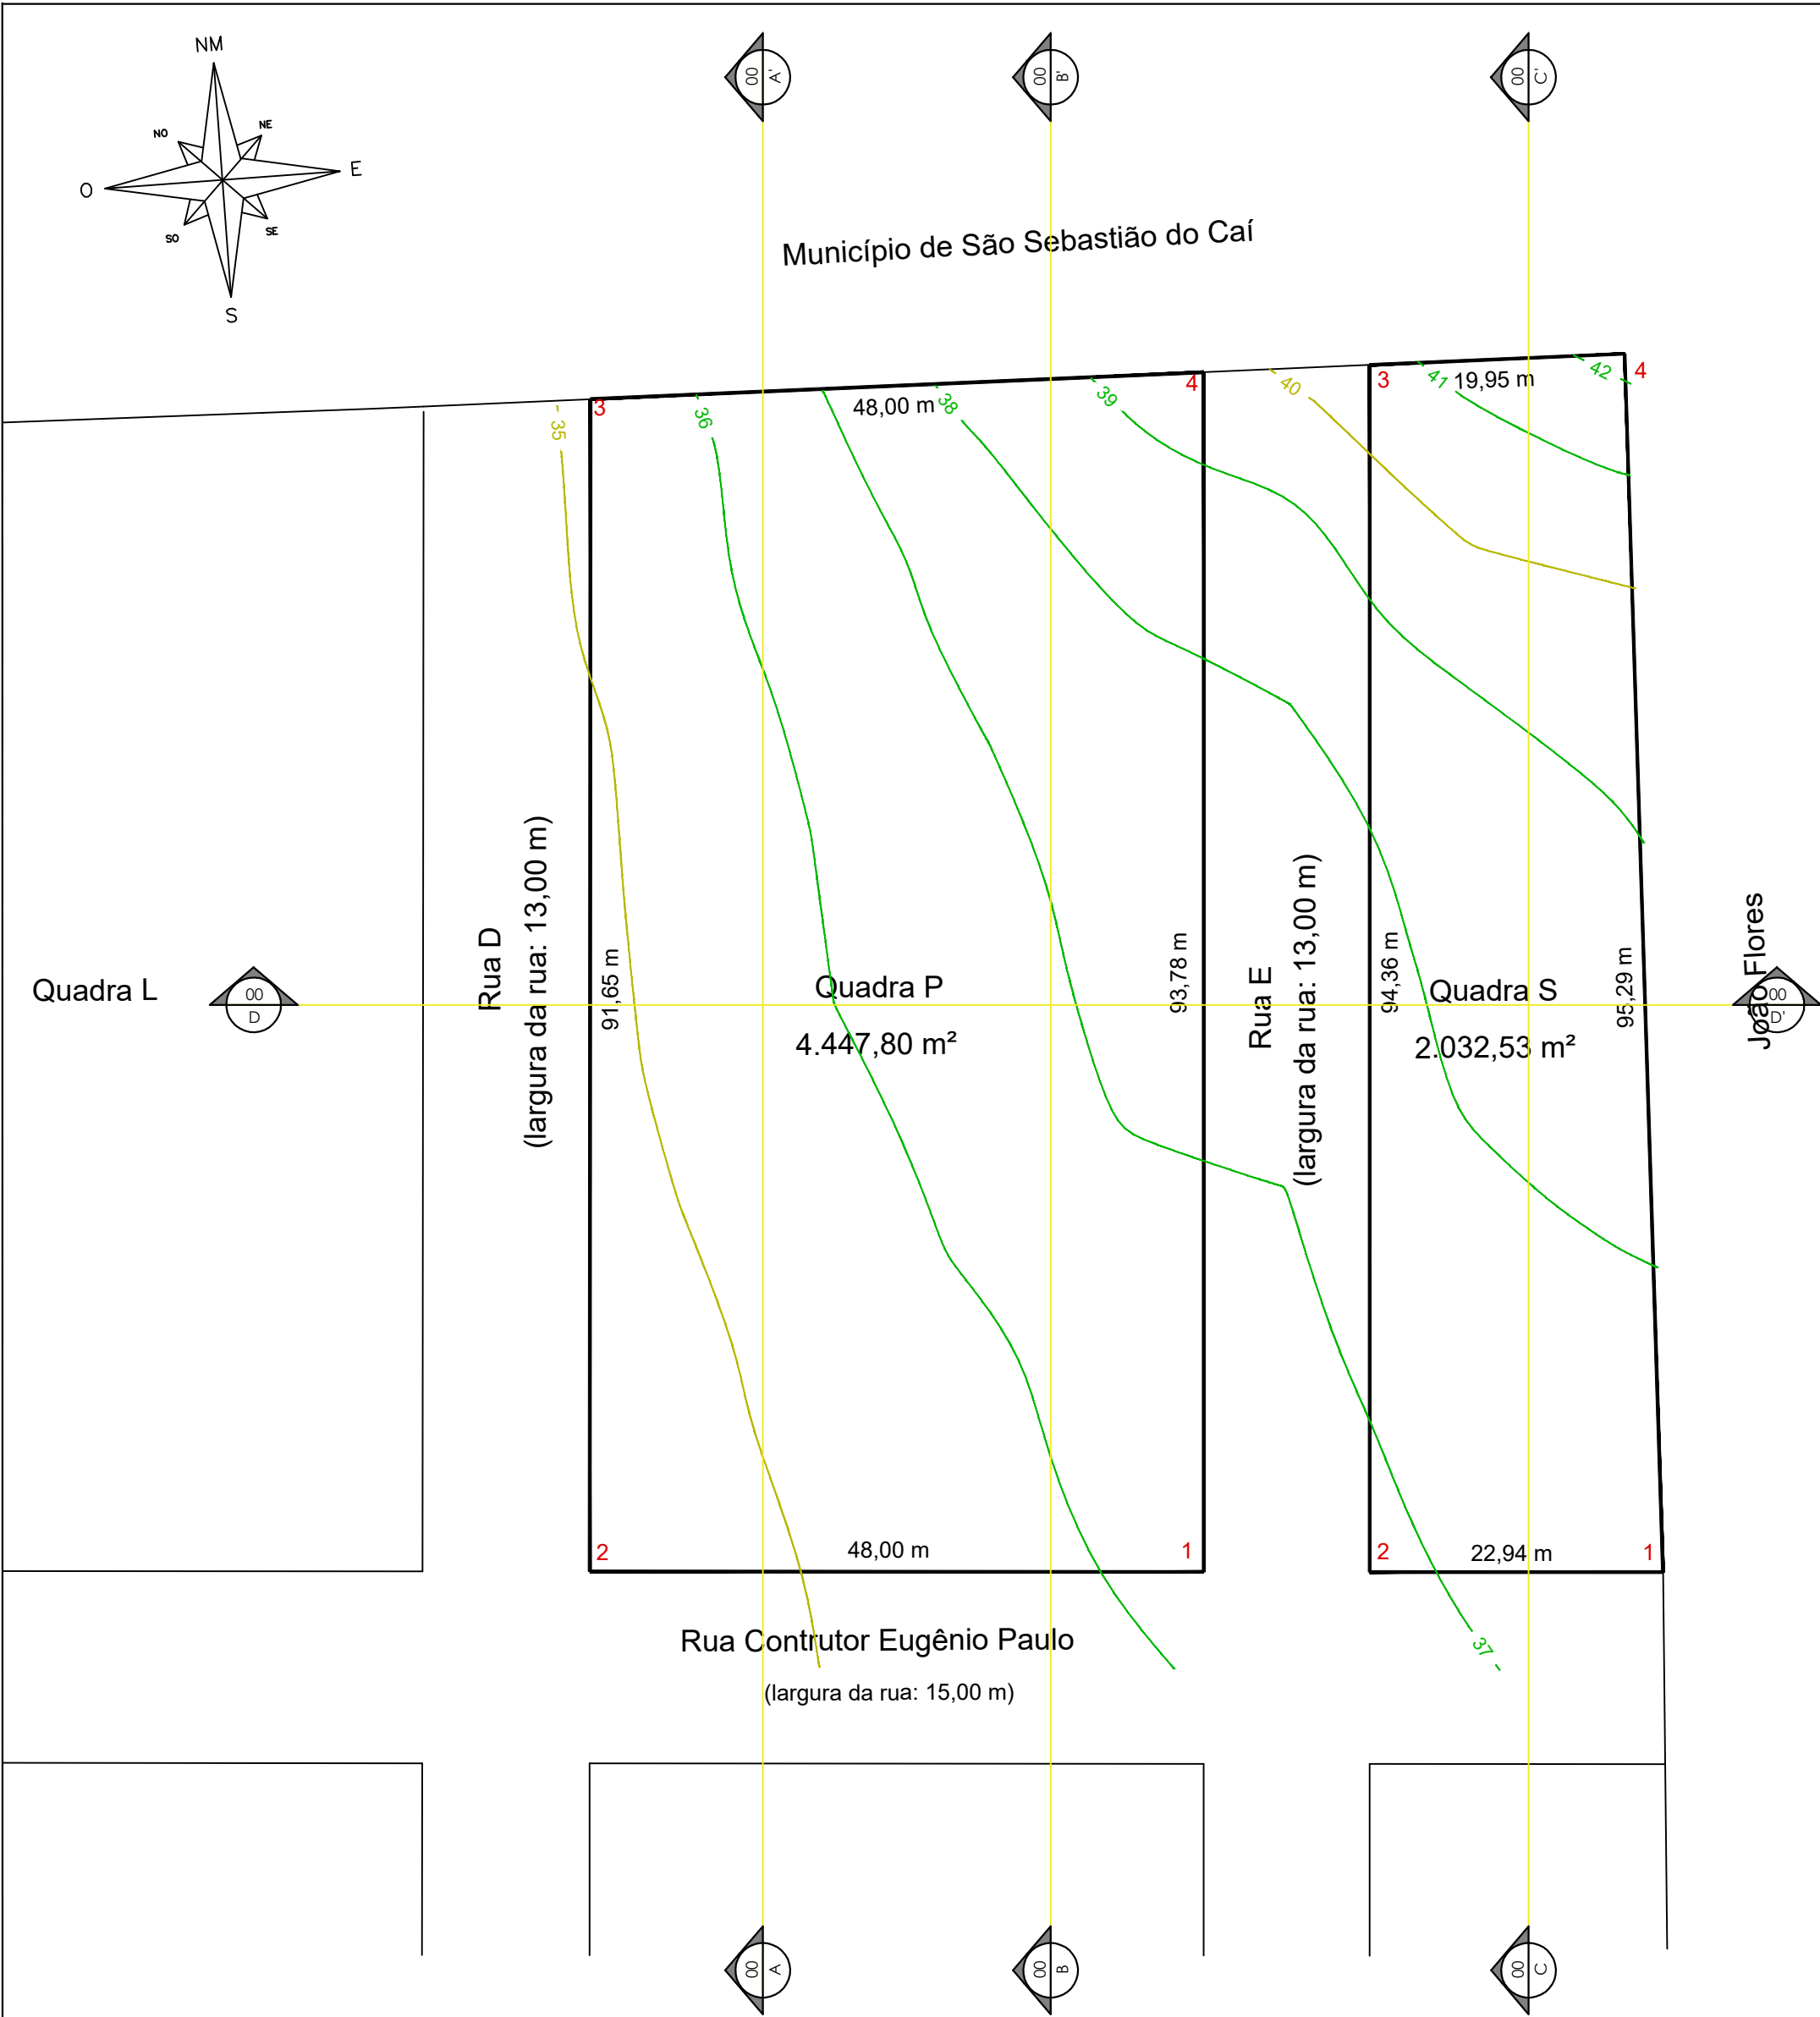 NM
NO
NE
O
E
SO
SE
S
00
A'
00
B'
00
C'
Município de São Sebastião do Caí
3
35
36
48,00 m
38
39
4
40
3
41
19,95 m
42
4
Quadra L
00
D
Rua D
(largura da rua: 13,00 m)
91,65 m
Quadra P
4.447,80 m²
93,78 m
Rua E
(largura da rua: 13,00 m)
94,36 m
Quadra S
2.032,53 m²
95,29 m
João Flores
00
D'
2
48,00 m
1
2
22,94 m
1
Rua Contrutor Eugênio Paulo
(largura da rua: 15,00 m)
37
00
A
00
B
00
C